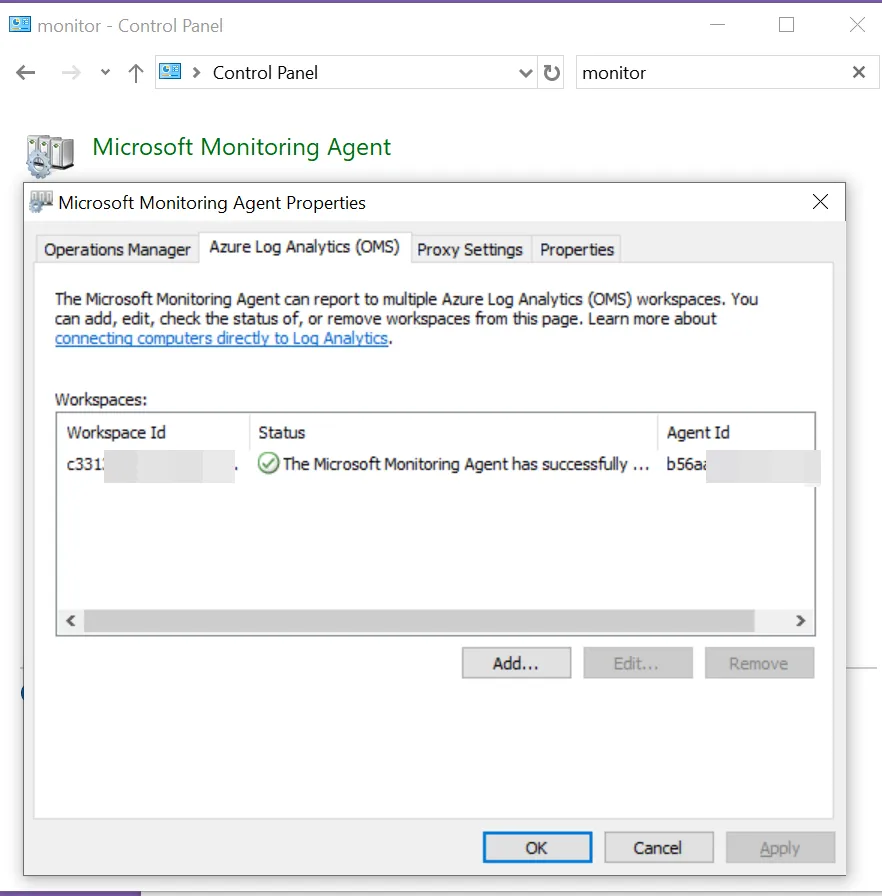 monitor - Control Panel
Control Panel
monitor
Microsoft Monitoring Agent
Microsoft Monitoring Agent Properties
Operations Manager Azure Log Analytics (OMS) Proxy Settings Properties
The Microsoft Monitoring Agent can report to multiple Azure Log Analytics (OMS) workspaces. You
can add, edit, check the status of, or remove workspaces from this page. Learn more about
connecting computers directly to Log Analytics.
Workspaces:
Workspace Id Status Agent Id
c331 The Microsoft Monitoring Agent has successfully ... b56a
Add... Edit... Remove
OK Cancel Apply